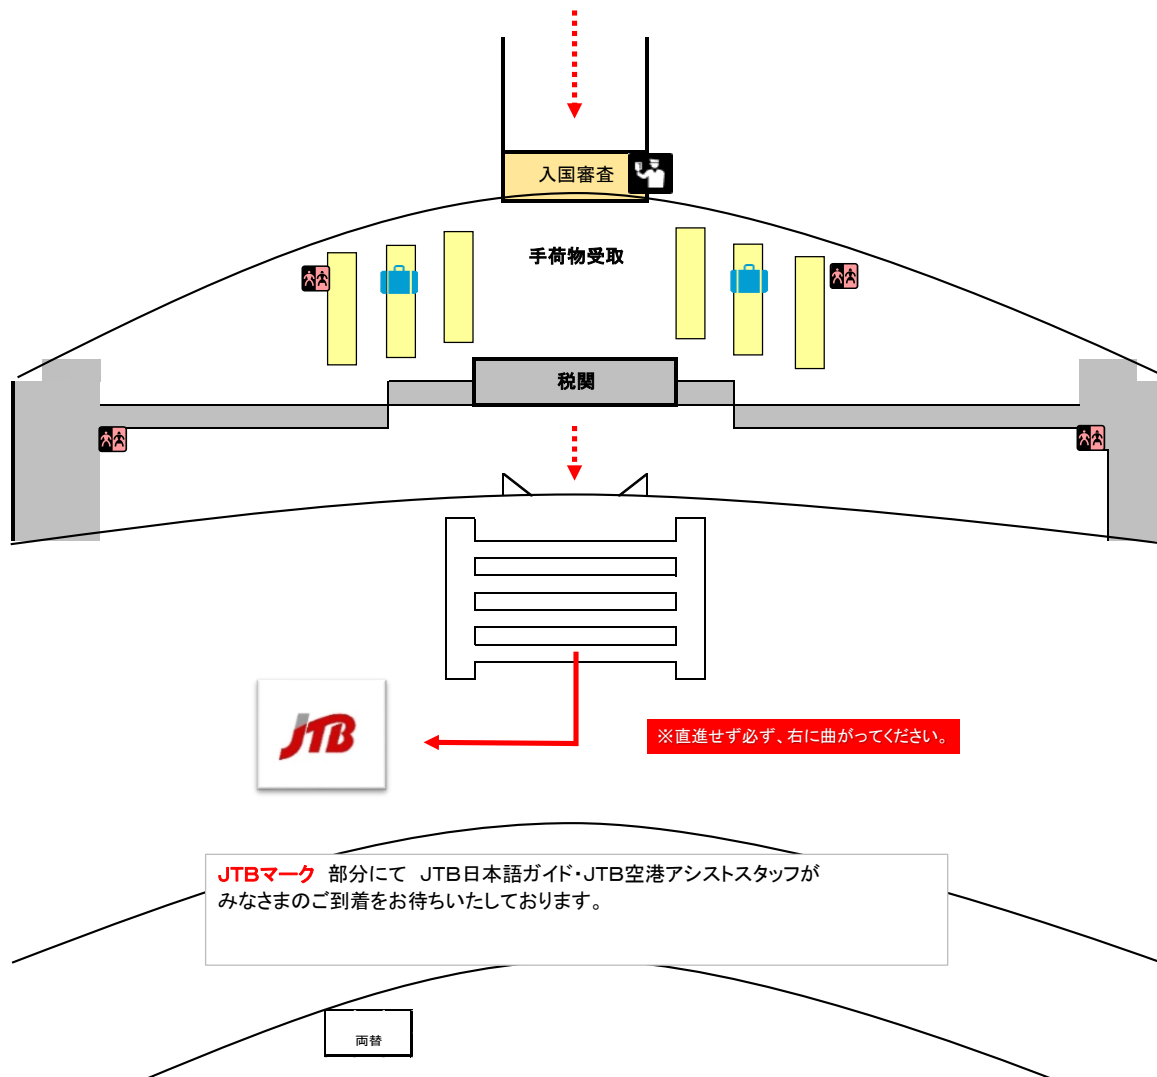 入国審査
手荷物受取
税関
JTB
※直進せず必ず、右に曲がってください。
JTBマーク 部分にて JTB日本語ガイド・JTB空港アシストスタッフが
みなさまのご到着をお待ちいたしております。
両替